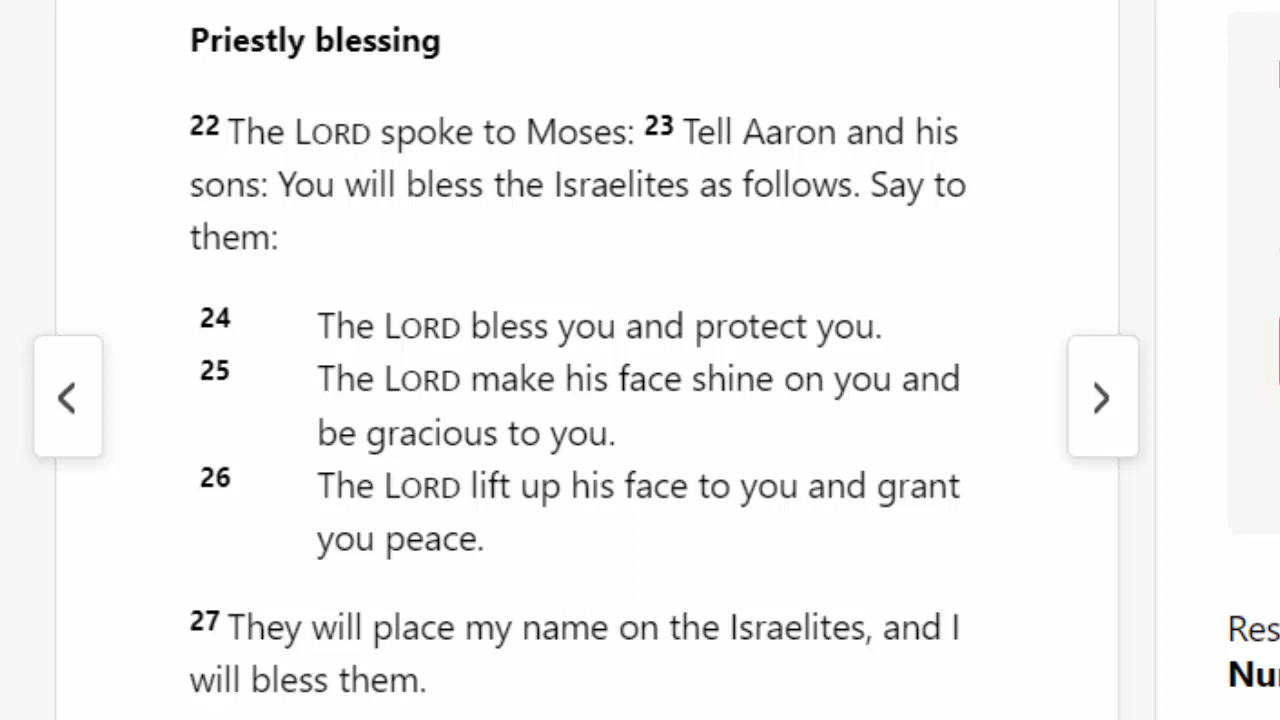 Priestly blessing
22 The LORD spoke to Moses: 23 Tell Aaron and his
sons: You will bless the Israelites as follows. Say to
them:
24 The LORD bless you and protect you.
25 The LORD make his face shine on you and
be gracious to you.
26 The LORD lift up his face to you and grant
you peace.
27 They will place my name on the Israelites, and I
will bless them.